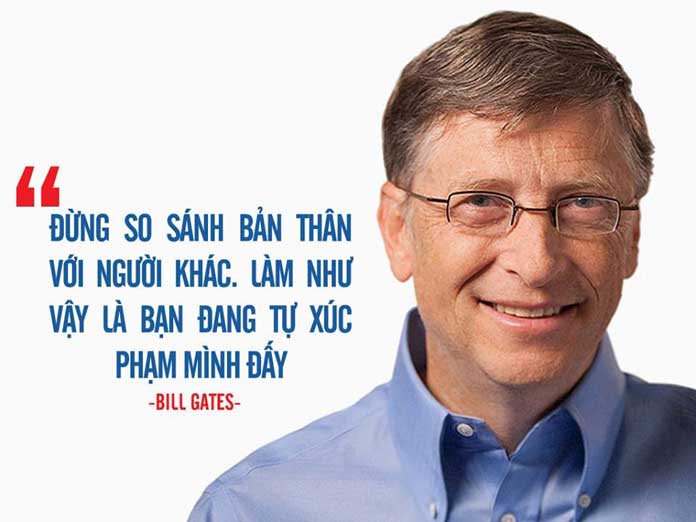 “
ĐỪNG SO SÁNH BẢN THÂN
VỚI NGƯỜI KHÁC. LÀM NHƯ
VẬY LÀ BẠN ĐANG TỰ XÚC
PHẠM MÌNH ĐẤY
-BILL GATES-